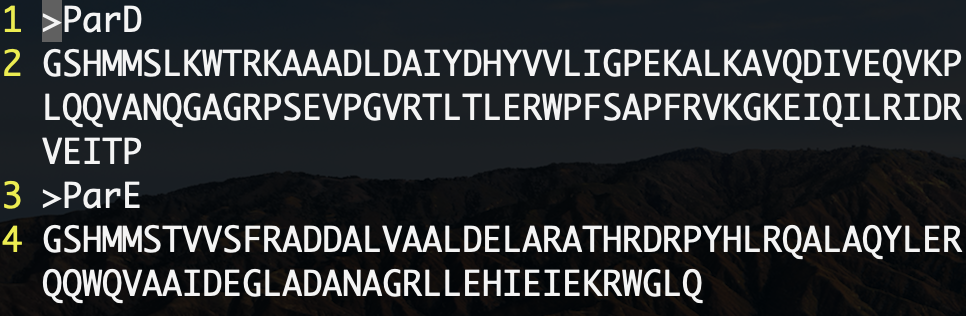 1 >ParD
2 GSHMMSLKWTRKAAADLDAIYDHYVVLIGPEKALKAVQDIVEQVKP
LQQVANQGAGRPSEVPGVRTLTLERWPFSAPFRVKGKEIQILRIDR
VEITP
3 >ParE
4 GSHMMSTVVSFRADDALVAALDELARATHRDRPYHLRQALAQYLER
QQWQVAAIDEGLADANAGRLLEHIEIEKRWGLQ